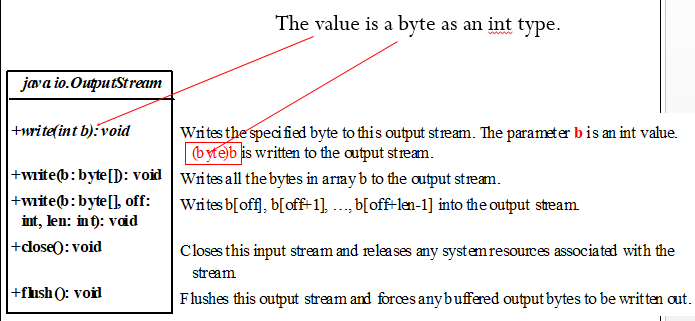 The value is a byte as an int type.
java.io.OutputStream
+write(int b): void
Writes the specified byte to this output stream. The parameter b is an int value.
(byte)b is written to the output stream.
+write(b: byte[]): void
Writes all the bytes in array b to the output stream.
+write(b: byte[], off:
int, len: int): void
Writes b[off], b[off+1], …, b[off+len-1] into the output stream.
+close(): void
Closes this input stream and releases any system resources associated with the
stream.
+flush(): void
Flushes this output stream and forces any buffered output bytes to be written out.